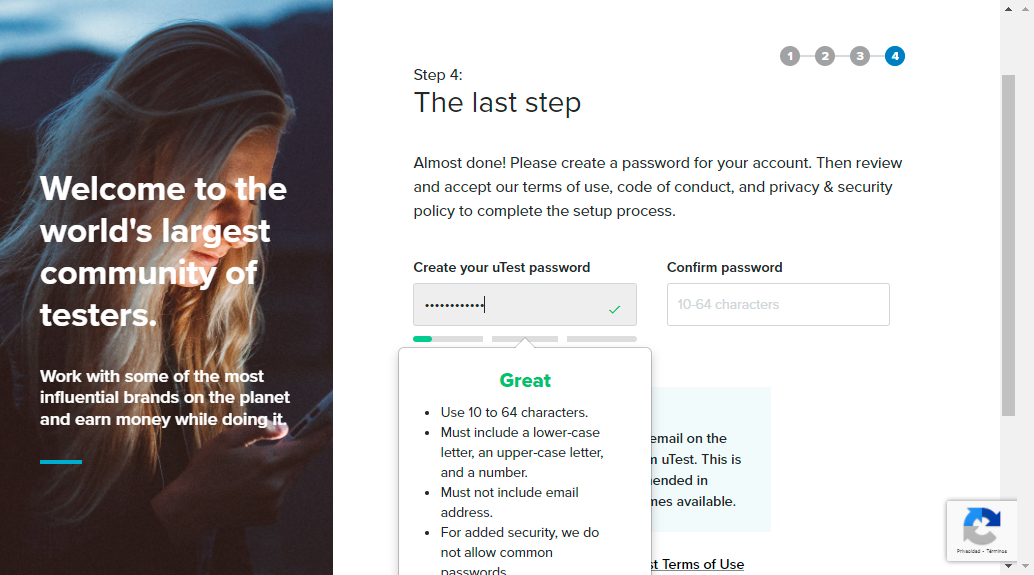 Welcome to the
world's largest
community of
testers.
Work with some of the most
influential brands on the planet
and earn money while doing it.
1 2 3 4
Step 4:
The last step
Almost done! Please create a password for your account. Then review
and accept our terms of use, code of conduct, and privacy & security
policy to complete the setup process.
Create your uTest password
Confirm password
••••••••••••
10-64 characters
Great
• Use 10 to 64 characters.
• Must include a lower-case
letter, an upper-case letter,
and a number.
• Must not include email
address.
• For added security, we do
not allow common
passwords
email on the
uTest. This is
mes available.
Terms of Use
Privacidad - Términos